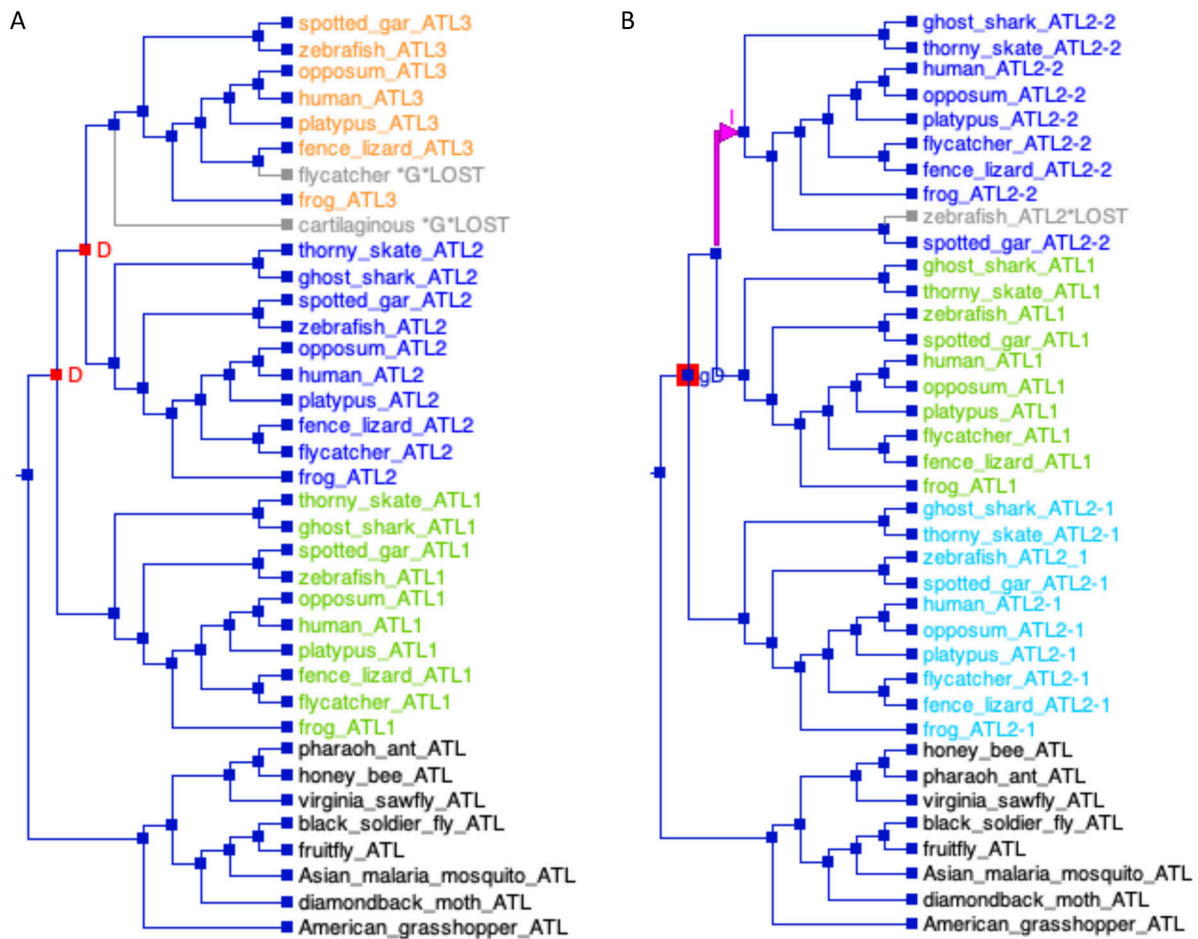 A
spotted_gar_ATL3
zebrafish_ATL3
opposum_ATL3
human_ATL3
platypus_ATL3
fence_lizard_ATL3
flycatcher *G*LOST
frog_ATL3
cartilaginous *G*LOST
D
thorny_skate_ATL2
ghost_shark_ATL2
spotted_gar_ATL2
zebrafish_ATL2
opposum_ATL2
D
human_ATL2
platypus_ATL2
fence_lizard_ATL2
flycatcher_ATL2
frog_ATL2
thorny_skate_ATL1
ghost_shark_ATL1
spotted_gar_ATL1
zebrafish_ATL1
opposum_ATL1
human_ATL1
platypus_ATL1
fence_lizard_ATL1
flycatcher_ATL1
frog_ATL1
pharaoh_ant_ATL
honey_bee_ATL
virginia_sawfly_ATL
black_soldier_fly_ATL
fruitfly_ATL
Asian_malaria_mosquito_ATL
diamondback_moth_ATL
American_grasshopper_ATL
B
ghost_shark_ATL2-2
thorny_skate_ATL2-2
human_ATL2-2
opposum_ATL2-2
I
platypus_ATL2-2
flycatcher_ATL2-2
fence_lizard_ATL2-2
frog_ATL2-2
zebrafish_ATL2*LOST
spotted_gar_ATL2-2
ghost_shark_ATL1
thorny_skate_ATL1
zebrafish_ATL1
spotted_gar_ATL1
human_ATL1
gD
opposum_ATL1
platypus_ATL1
flycatcher_ATL1
fence_lizard_ATL1
frog_ATL1
ghost_shark_ATL2-1
thorny_skate_ATL2-1
zebrafish_ATL2_1
spotted_gar_ATL2-1
human_ATL2-1
opposum_ATL2-1
platypus_ATL2-1
flycatcher_ATL2-1
fence_lizard_ATL2-1
frog_ATL2-1
honey_bee_ATL
pharaoh_ant_ATL
virginia_sawfly_ATL
black_soldier_fly_ATL
fruitfly_ATL
Asian_malaria_mosquito_ATL
diamondback_moth_ATL
American_grasshopper_ATL